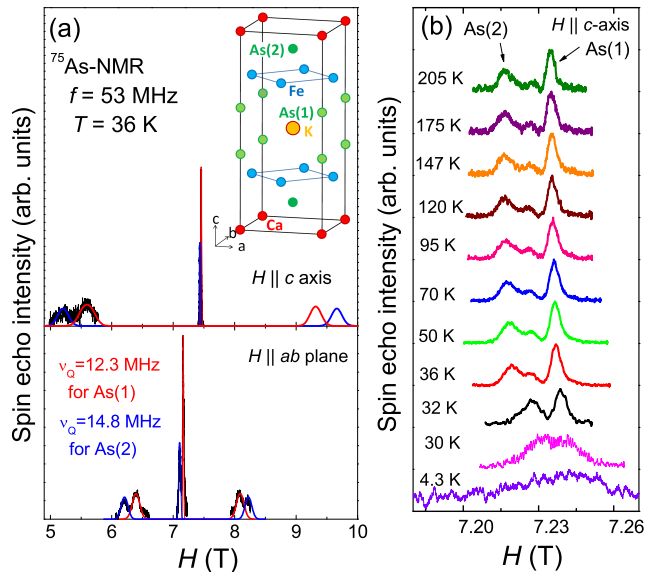 (a)
⁷⁵As-NMR
f = 53 MHz
T = 36 K
As(2)
Fe
As(1)
K
Ca
c
b
a
H || c axis
H || ab plane
νQ=12.3 MHz
for As(1)
νQ=14.8 MHz
for As(2)
Spin echo intensity (arb. units)
5 6 7 8 9 10
H (T)
(b)
H || c-axis
As(2)
As(1)
205 K
175 K
147 K
120 K
95 K
70 K
50 K
36 K
32 K
30 K
4.3 K
Spin echo intensity (arb. units)
7.20 7.23 7.26
H (T)